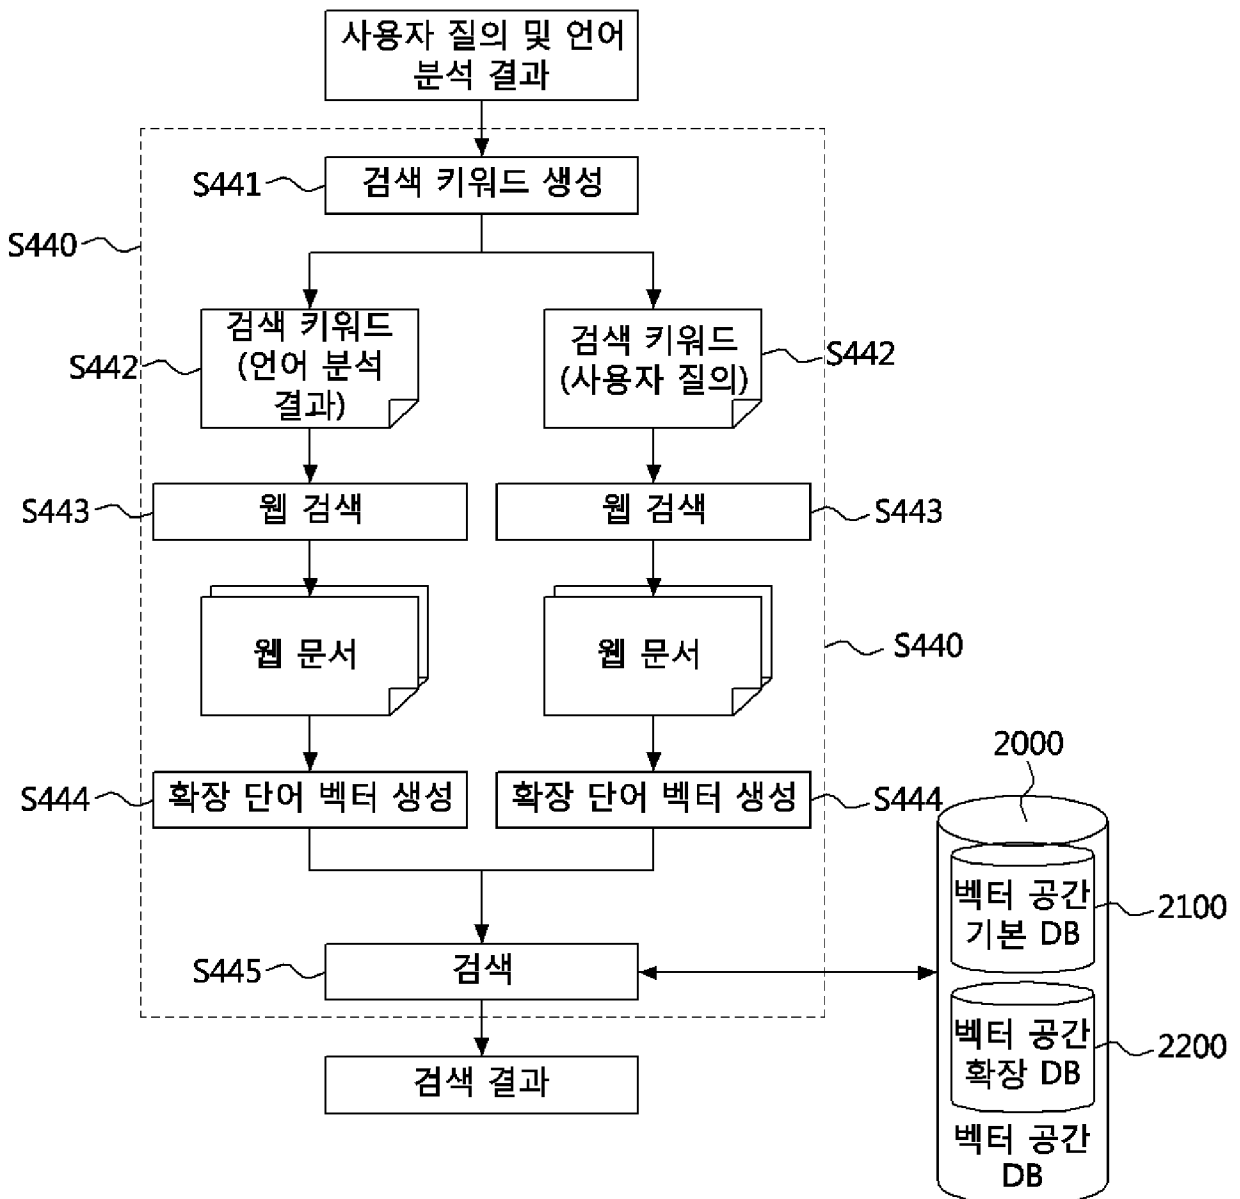 사용자 질의 및 언어
분석 결과
S441
검색 키워드 생성
S440
S442
검색 키워드
(언어 분석
결과)
검색 키워드
(사용자 질의)
S442
S443
웹 검색
웹 검색
S443
웹 문서
웹 문서
S440
S444
확장 단어 벡터 생성
확장 단어 벡터 생성
S444
2000
벡터 공간
기본 DB
2100
S445
검색
벡터 공간
확장 DB
2200
검색 결과
벡터 공간
DB